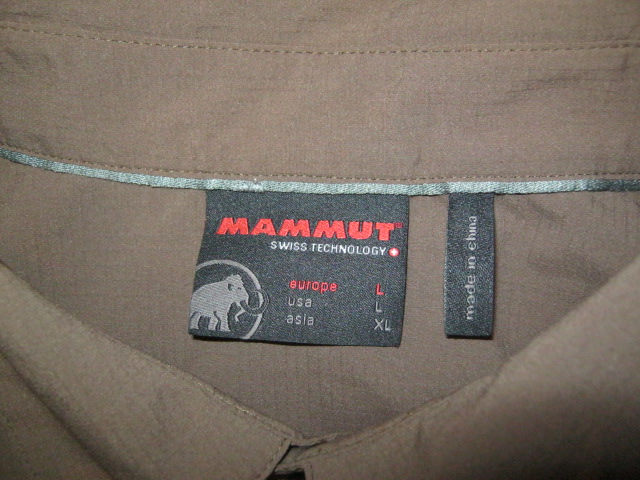 MAMMUT
SWISS TECHNOLOGY
europe L
usa L
asia XL
made in china